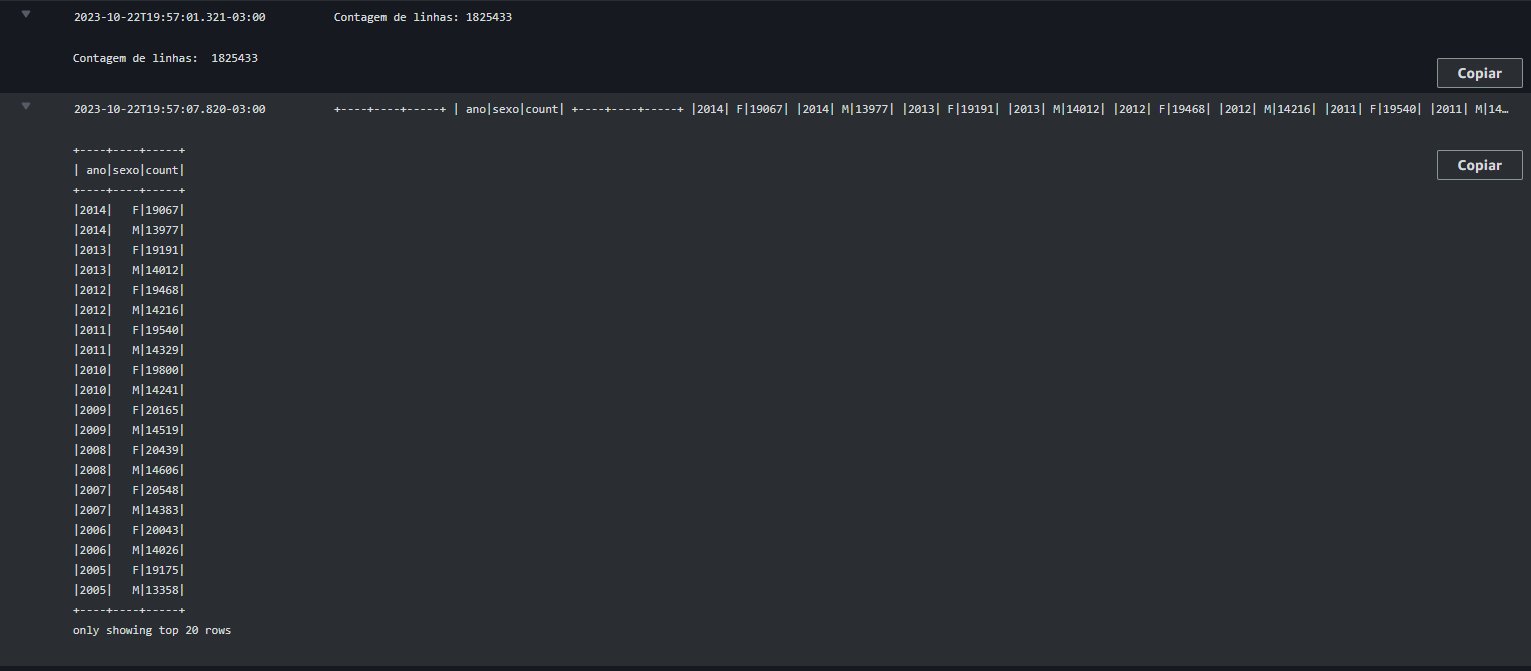 2023-10-22T19:57:01.321-03:00 Contagem de linhas: 1825433
Contagem de linhas:  1825433
Copiar
2023-10-22T19:57:07.820-03:00 +----+----+-----+ | ano|sexo|count| +----+----+-----+ |2014| F|19067| |2014| M|13977| |2013| F|19191| |2013| M|14012| |2012| F|19468| |2012| M|14216| |2011| F|19540| |2011| M|14…
Copiar
+----+----+-----+
| ano|sexo|count|
+----+----+-----+
|2014|   F|19067|
|2014|   M|13977|
|2013|   F|19191|
|2013|   M|14012|
|2012|   F|19468|
|2012|   M|14216|
|2011|   F|19540|
|2011|   M|14329|
|2010|   F|19800|
|2010|   M|14241|
|2009|   F|20165|
|2009|   M|14519|
|2008|   F|20439|
|2008|   M|14606|
|2007|   F|20548|
|2007|   M|14383|
|2006|   F|20043|
|2006|   M|14026|
|2005|   F|19175|
|2005|   M|13358|
+----+----+-----+
only showing top 20 rows